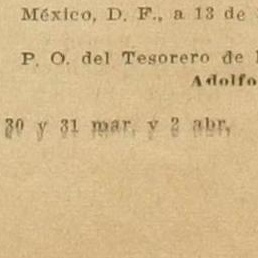 México, D. F., a 13 de
P. O. del Tesorero de
Adolfo
30 y 31 mar. y 2 abr.